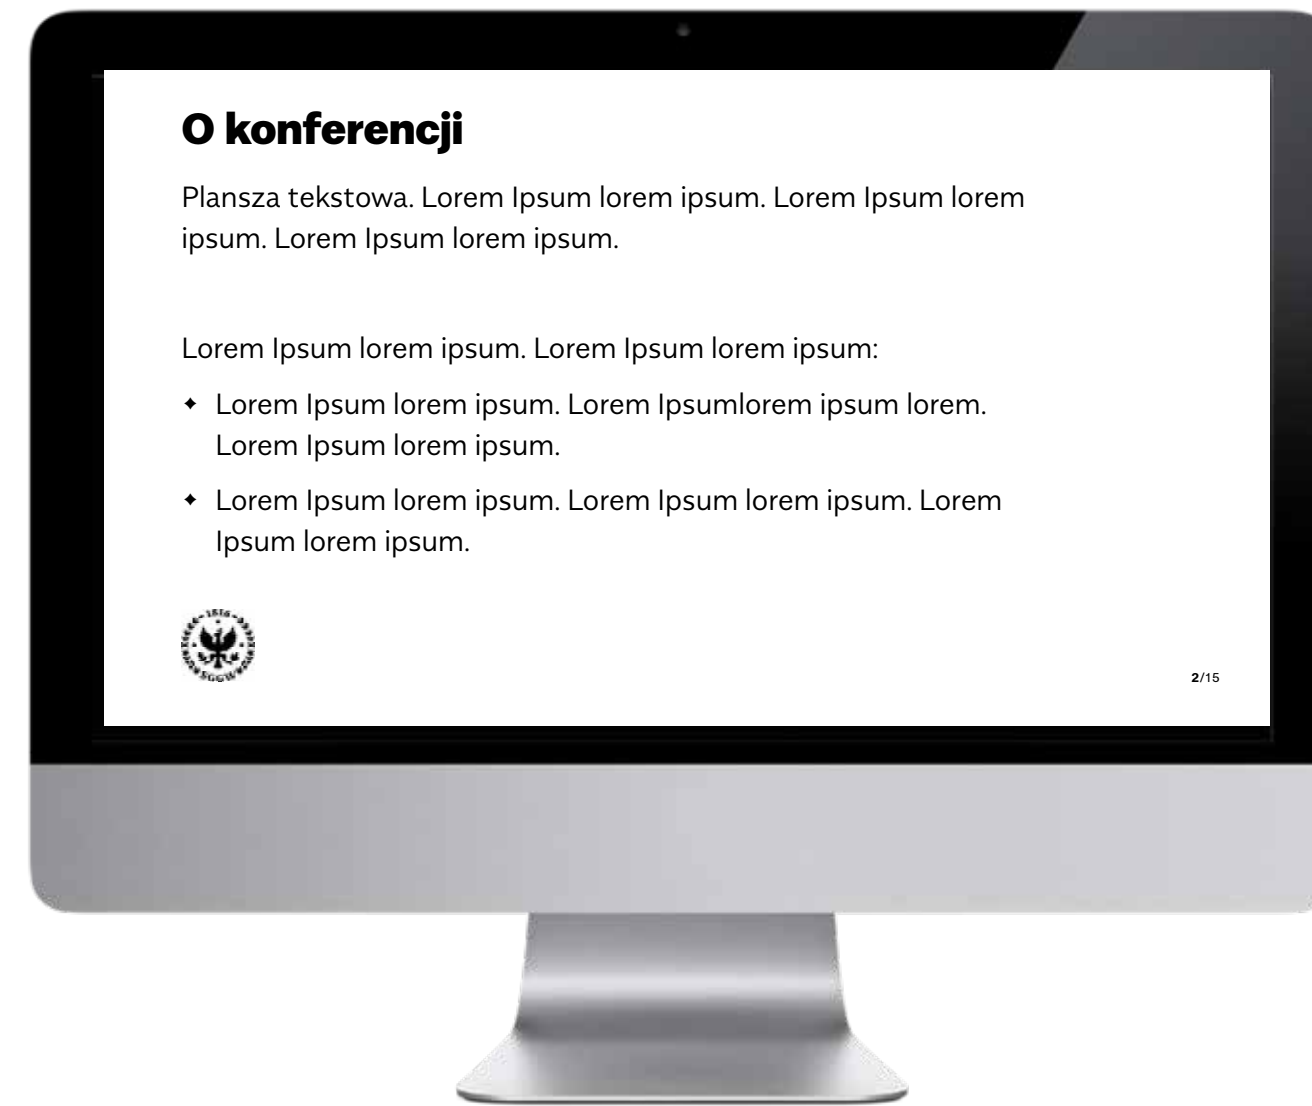 O konferencji
Plansza tekstowa. Lorem Ipsum lorem ipsum. Lorem Ipsum lorem
ipsum. Lorem Ipsum lorem ipsum.
Lorem Ipsum lorem ipsum. Lorem Ipsum lorem ipsum:
✦ Lorem Ipsum lorem ipsum. Lorem Ipsumlorem ipsum lorem.
Lorem Ipsum lorem ipsum.
✦ Lorem Ipsum lorem ipsum. Lorem Ipsum lorem ipsum. Lorem
Ipsum lorem ipsum.
1816
SGGW
2/15